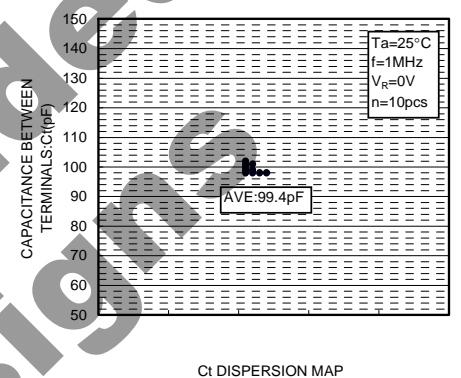 150
140
130
120
110
100
90
80
70
60
50
CAPACITANCE BETWEEN
TERMINALS:Ct(pF)
Ta=25°C
f=1MHz
VR=0V
n=10pcs
AVE:99.4pF
Ct DISPERSION MAP